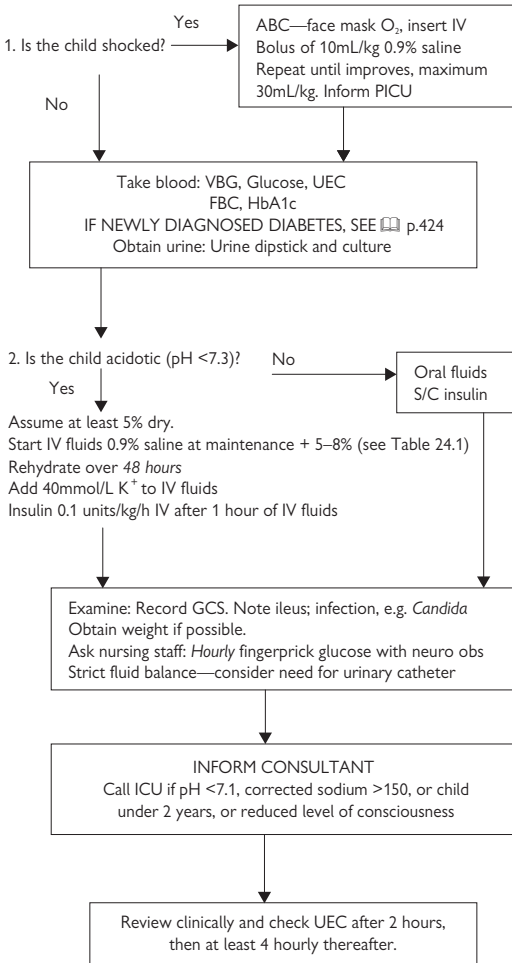 1. Is the child shocked?
Yes
No
ABC—face mask O₂, insert IV
Bolus of 10mL/kg 0.9% saline
Repeat until improves, maximum
30mL/kg. Inform PICU
Take blood: VBG, Glucose, UEC
FBC, HbA1c
IF NEWLY DIAGNOSED DIABETES, SEE 📖 p.424
Obtain urine: Urine dipstick and culture
2. Is the child acidotic (pH <7.3)?
No
Yes
Oral fluids
S/C insulin
Assume at least 5% dry.
Start IV fluids 0.9% saline at maintenance + 5–8% (see Table 24.1)
Rehydrate over 48 hours
Add 40mmol/L K⁺ to IV fluids
Insulin 0.1 units/kg/h IV after 1 hour of IV fluids
Examine: Record GCS. Note ileus; infection, e.g. Candida
Obtain weight if possible.
Ask nursing staff: Hourly fingerprick glucose with neuro obs
Strict fluid balance—consider need for urinary catheter
INFORM CONSULTANT
Call ICU if pH <7.1, corrected sodium >150, or child
under 2 years, or reduced level of consciousness
Review clinically and check UEC after 2 hours,
then at least 4 hourly thereafter.